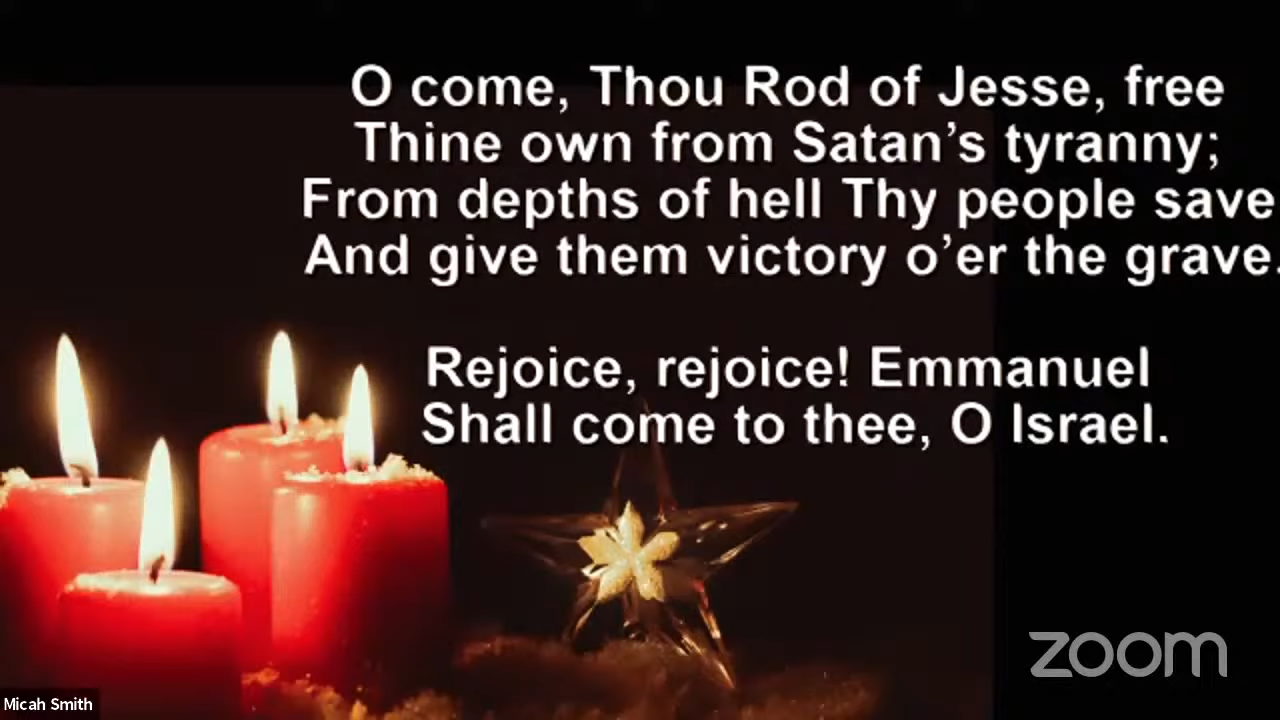 O come, Thou Rod of Jesse, free
Thine own from Satan’s tyranny;
From depths of hell Thy people save
And give them victory o’er the grave.
Rejoice, rejoice! Emmanuel
Shall come to thee, O Israel.
zoom
Micah Smith